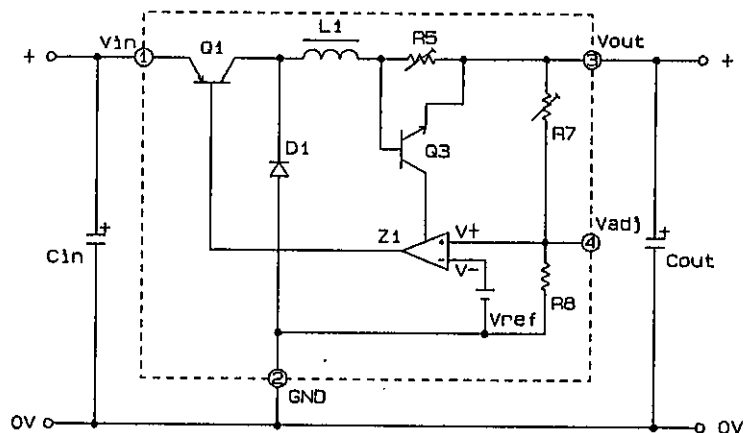 L1
Vin
Q1
R5
Vout
+
1
3
+
R7
D1
Q3
+
Cin
Z1
V+
+
V-
-
Vadj
4
+
Cout
R8
Vref
2
GND
0V
0V